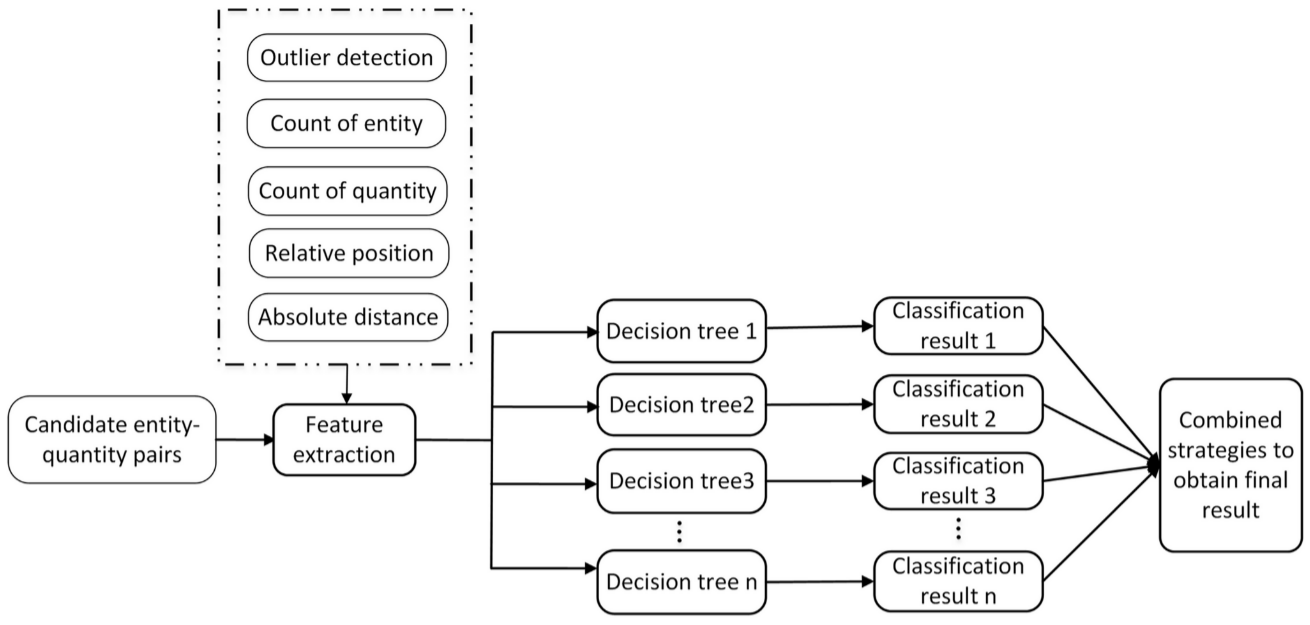 Outlier detection
Count of entity
Count of quantity
Relative position
Absolute distance
Candidate entity-
quantity pairs
Feature
extraction
Decision tree 1
Decision tree2
Decision tree3
⋮
Decision tree n
Classification
result 1
Classification
result 2
Classification
result 3
⋮
Classification
result n
Combined
strategies to
obtain final
result